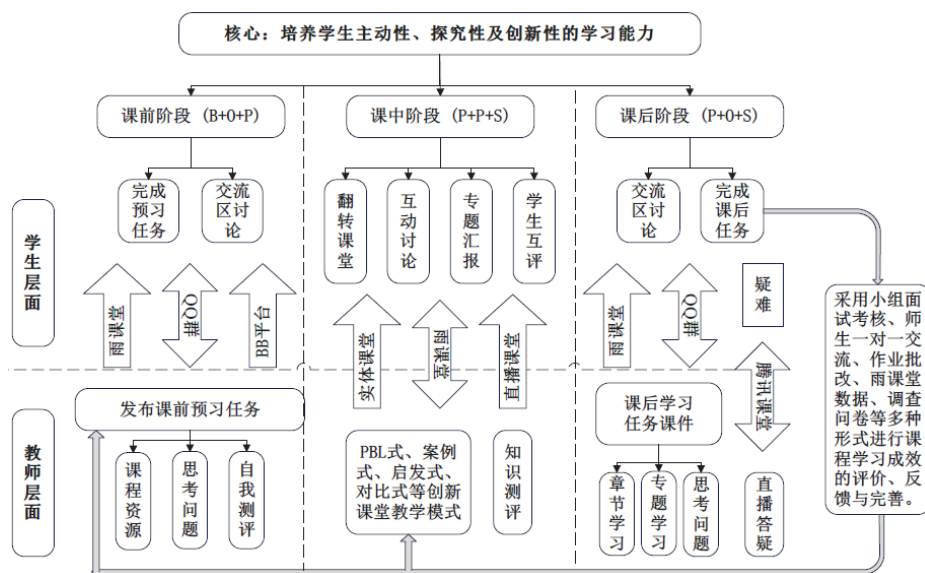 核心：培养学生主动性、探究性及创新性的学习能力
课前阶段（B+O+P）
课中阶段（P+P+S）
课后阶段（P+O+S）
学生层面
完成
预习
任务
交流
区讨
论
翻转课堂
互动讨论
专题汇报
学生互评
交流
区讨论
完成
课后
任务
雨课堂
QQ群
BB平台
实体课堂
雨课堂
直播课堂
雨课堂
QQ群
疑难
腾讯课堂
采用小组面
试考核、师
生一对一交
流、作业批
改、雨课堂
数据、调查
问卷等多种
形式进行课
程学习成效
的评价、反
馈与完善。
教师层面
发布课前预习任务
课程资源
思考问题
自我测评
PBL式、案例
式、启发式、
对比式等创新
课堂教学模式
知识测评
课后学习
任务课件
章节学习
专题学习
思考问题
直播答疑